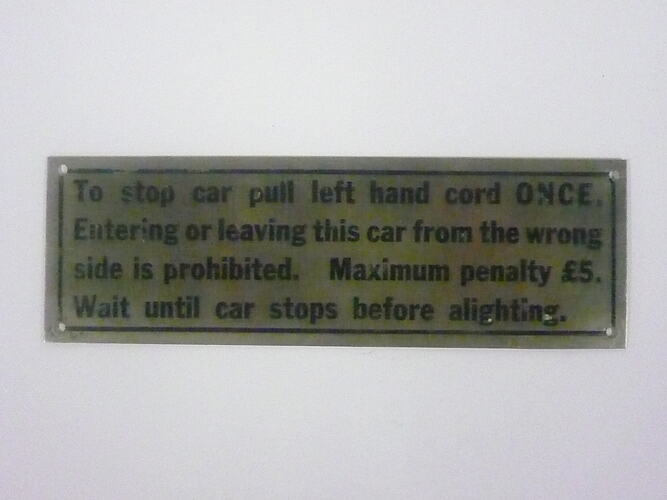 To stop car pull left hand cord ONCE.
Entering or leaving this car from the wrong
side is prohibited. Maximum penalty £5.
Wait until car stops before alighting.